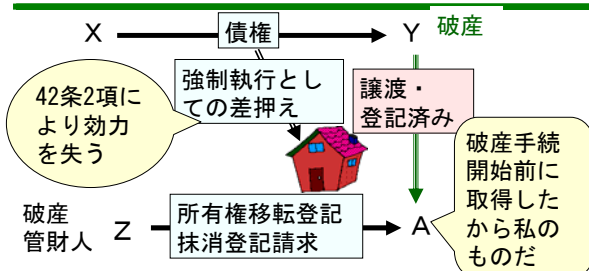 X
債権
Y
破産
42条2項に
より効力
を失う
強制執行とし
ての差押え
譲渡・
登記済み
破産手続
開始前に
取得した
から私の
ものだ
破産
管財人
Z
所有権移転登記
抹消登記請求
A